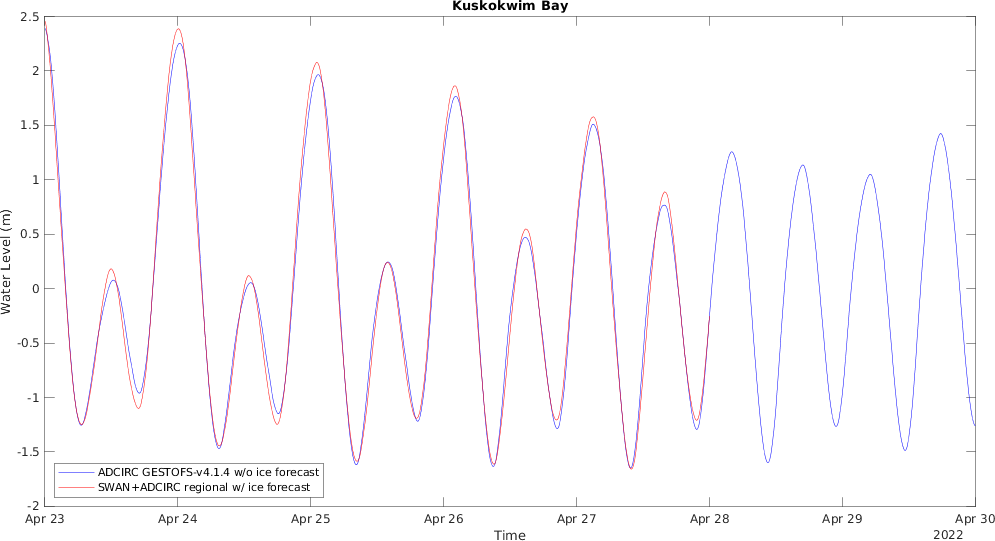 Kuskokwim Bay
2.5
2
1.5
1
0.5
0
-0.5
-1
-1.5
-2
Water Level (m)
ADCIRC GESTOFS-v4.1.4 w/o ice forecast
SWAN+ADCIRC regional w/ ice forecast
Apr 23 Apr 24 Apr 25 Apr 26 Apr 27 Apr 28 Apr 29 Apr 30
Time
2022